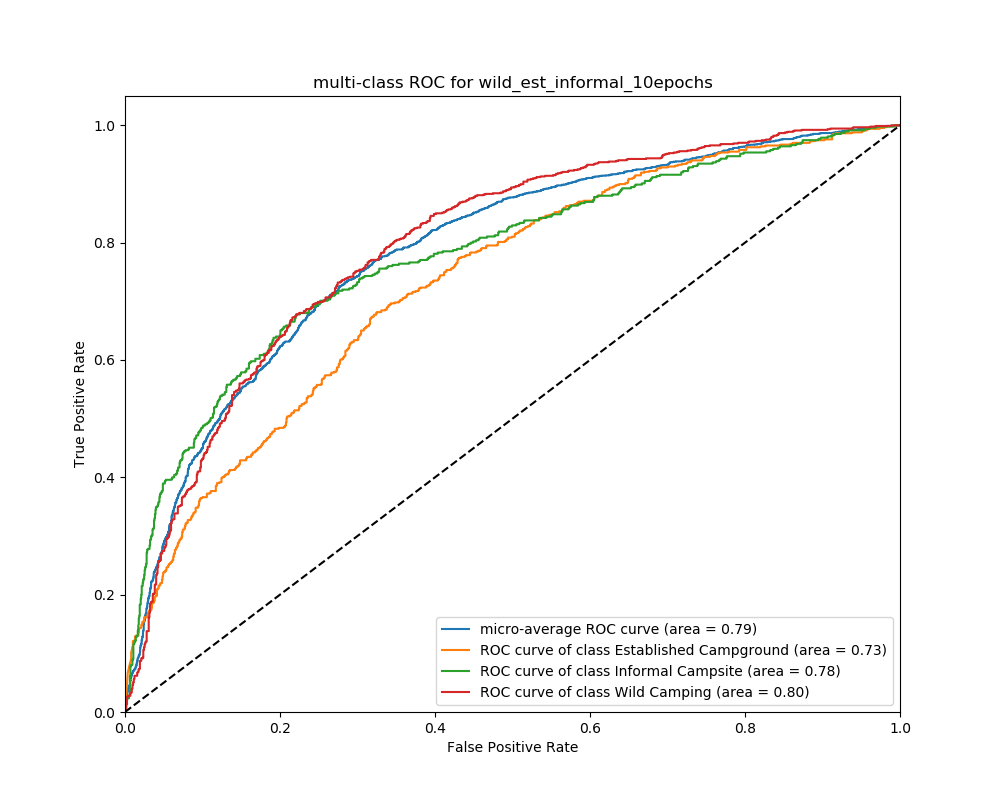 multi-class ROC for wild_est_informal_10epochs
1.0
0.8
0.6
0.4
0.2
0.0
True Positive Rate
micro-average ROC curve (area = 0.79)
ROC curve of class Established Campground (area = 0.73)
ROC curve of class Informal Campsite (area = 0.78)
ROC curve of class Wild Camping (area = 0.80)
0.0 0.2 0.4 0.6 0.8 1.0
False Positive Rate